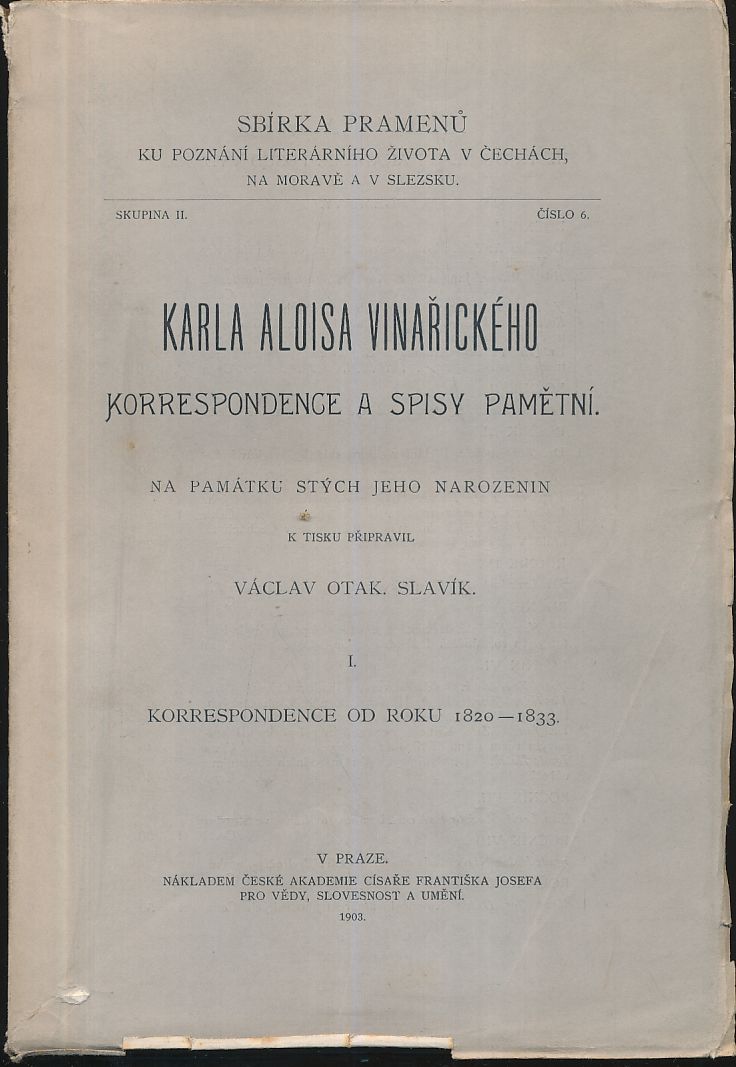 SBÍRKA PRAMENŮ
KU POZNÁNÍ LITERÁRNÍHO ŽIVOTA V ČECHÁCH,
NA MORAVĚ A V SLEZSKU.
SKUPINA II. ČÍSLO 6.
KARLA ALOISA VINAŘICKÉHO
KORRESPONDENCE A SPISY PAMĚTNÍ.
NA PAMÁTKU STÝCH JEHO NAROZENIN
K TISKU PŘIPRAVIL
VÁCLAV OTAK. SLAVÍK.
I.
KORRESPONDENCE OD ROKU 1820—1833.
V PRAZE.
NÁKLADEM ČESKÉ AKADEMIE CÍSAŘE FRANTIŠKA JOSEFA
PRO VĚDY, SLOVESNOST A UMĚNÍ.
1903.